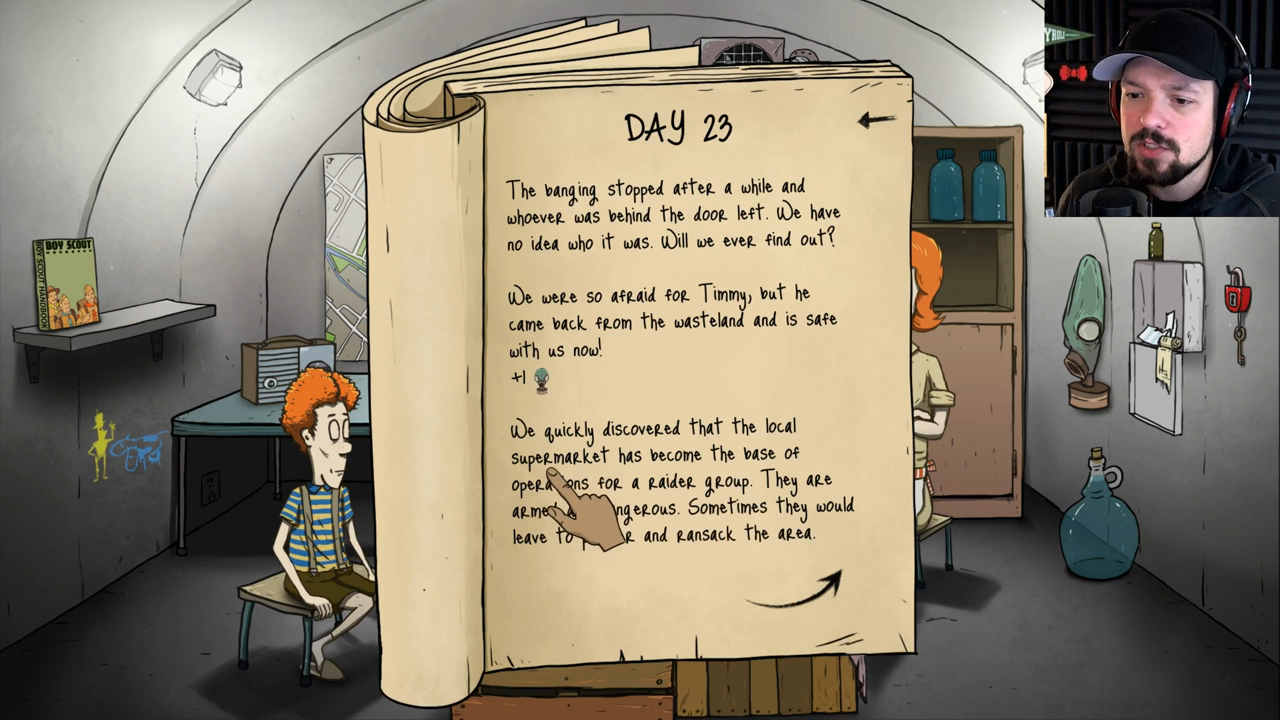 DAY 23
The banging stopped after a while and
whoever was behind the door left. We have
no idea who it was. Will we ever find out?
We were so afraid for Timmy, but he
came back from the wasteland and is safe
with us now!
+1
We quickly discovered that the local
supermarket has become the base of
for a raider group. They are
Sometimes they would
leave to and ransack the area.
BOY SCOUT
BOY SCOUT HANDBOOK